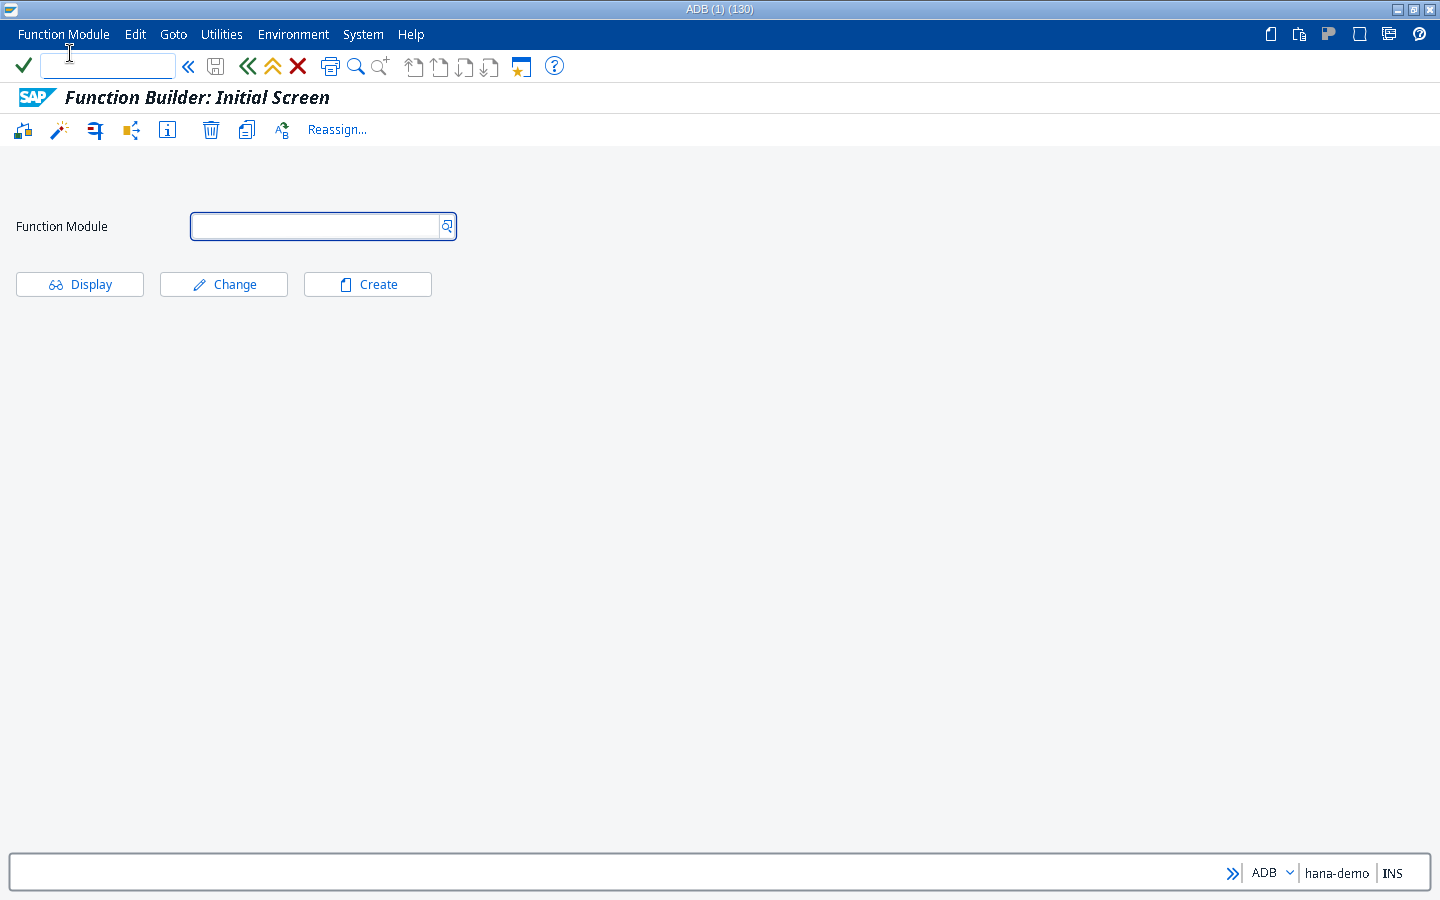 ADB (1) (130)
Function Module Edit Goto Utilities Environment System Help
SAP Function Builder: Initial Screen
Reassign...
Function Module
Display Change Create
ADB hana-demo INS